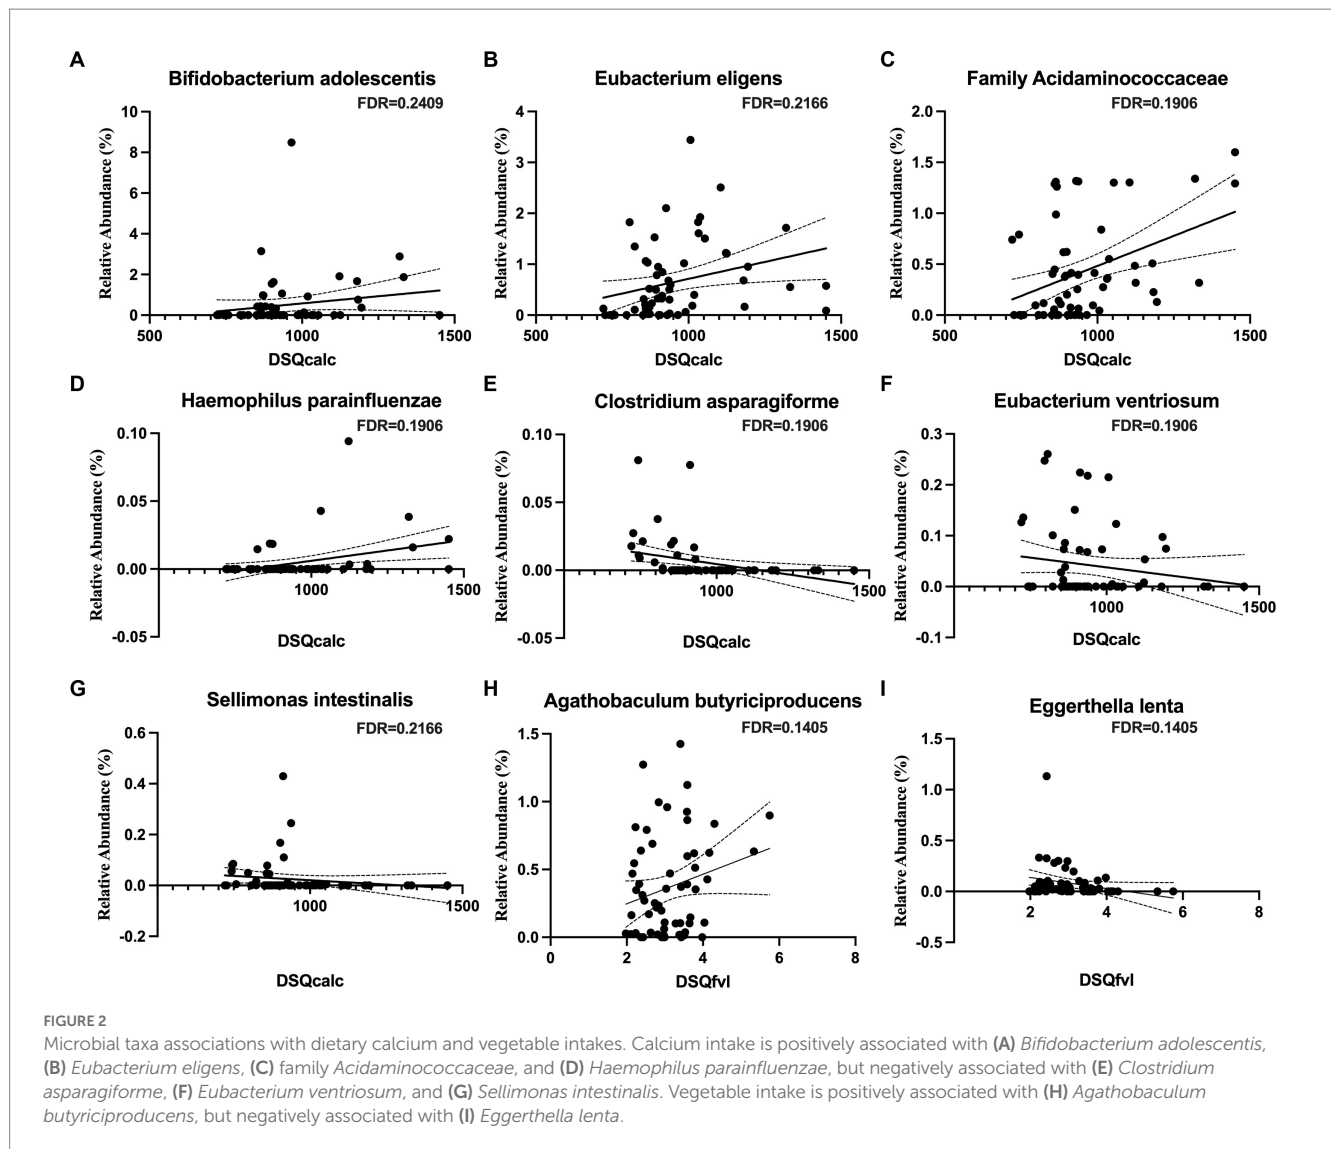 A
Bifidobacterium adolescentis
FDR=0.2409
Relative Abundance (%)
10
8
6
4
2
0
500
1000
1500
DSQcalc
B
Eubacterium eligens
FDR=0.2166
Relative Abundance (%)
4
3
2
1
0
500
1000
1500
DSQcalc
C
Family Acidaminococcaceae
FDR=0.1906
Relative Abundance (%)
2.0
1.5
1.0
0.5
0.0
500
1000
1500
DSQcalc
D
Haemophilus parainfluenzae
FDR=0.1906
Relative Abundance (%)
0.10
0.05
0.00
-0.05
1000
1500
DSQcalc
E
Clostridium asparagiforme
FDR=0.1906
Relative Abundance (%)
0.10
0.05
0.00
-0.05
1000
1500
DSQcalc
F
Eubacterium ventriosum
FDR=0.1906
Relative Abundance (%)
0.3
0.2
0.1
0.0
-0.1
1000
1500
DSQcalc
G
Sellimonas intestinalis
FDR=0.2166
Relative Abundance (%)
0.6
0.4
0.2
0.0
-0.2
1000
1500
DSQcalc
H
Agathobaculum butyriciproducens
FDR=0.1405
Relative Abundance (%)
1.5
1.0
0.5
0.0
0
2
4
6
8
DSQfvl
I
Eggerthella lenta
FDR=0.1405
Relative Abundance (%)
1.5
1.0
0.5
0.0
-0.5
2
4
6
8
DSQfvl
FIGURE 2
Microbial taxa associations with dietary calcium and vegetable intakes. Calcium intake is positively associated with (A) Bifidobacterium adolescentis,
(B) Eubacterium eligens, (C) family Acidaminococcaceae, and (D) Haemophilus parainfluenzae, but negatively associated with (E) Clostridium
asparagiforme, (F) Eubacterium ventriosum, and (G) Sellimonas intestinalis. Vegetable intake is positively associated with (H) Agathobaculum
butyriciproducens, but negatively associated with (I) Eggerthella lenta.